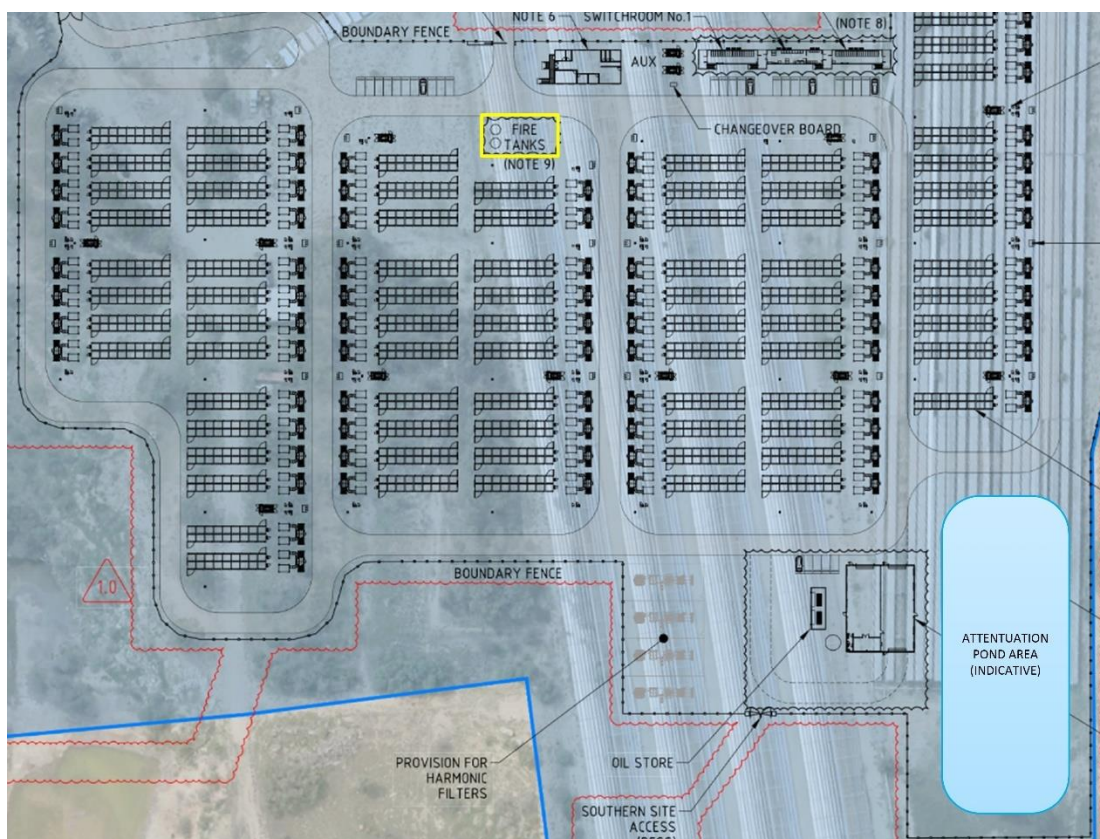 NOTE 6
SWITCHROOM No.1
(NOTE 8)
BOUNDARY FENCE
AUX
CHANGEOVER BOARD
FIRE
TANKS
(NOTE 9)
1.0
BOUNDARY FENCE
ATTENTUATION
POND AREA
(INDICATIVE)
PROVISION FOR
HARMONIC
FILTERS
OIL STORE
SOUTHERN SITE
ACCESS